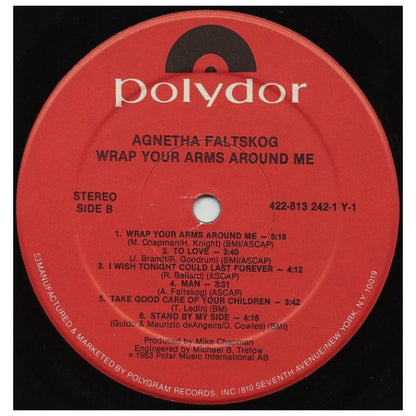 polydor
AGNETHA FALTSKOG
WRAP YOUR ARMS AROUND ME
STEREO
SIDE B
422-813 242-1 Y-1
1. WRAP YOUR ARMS AROUND ME – 5:16
(M. Chapman/H. Knight) (BMI/ASCAP)
2. TO LOVE – 3:40
(J. Brandt/R. Goodrum) (BMI/ASCAP)
3. I WISH TONIGHT COULD LAST FOREVER – 4:12
(R. Ballard) (ASCAP)
4. MAN – 3:31
(A. Faltskog) (ASCAP)
5. TAKE GOOD CARE OF YOUR CHILDREN – 3:42
(T. Ledin) (BM)
6. STAND BY MY SIDE – 4:16
(Guido & Maurizio deAngelis/D. Cowles) (BMI)
Produced by Mike Chapman
Engineered by Michael B. Tretow
℗ 1983 Polar Music International AB
53 MANUFACTURED & MARKETED BY POLYGRAM RECORDS, INC./810 SEVENTH AVENUE/NEW YORK, N.Y. 10019